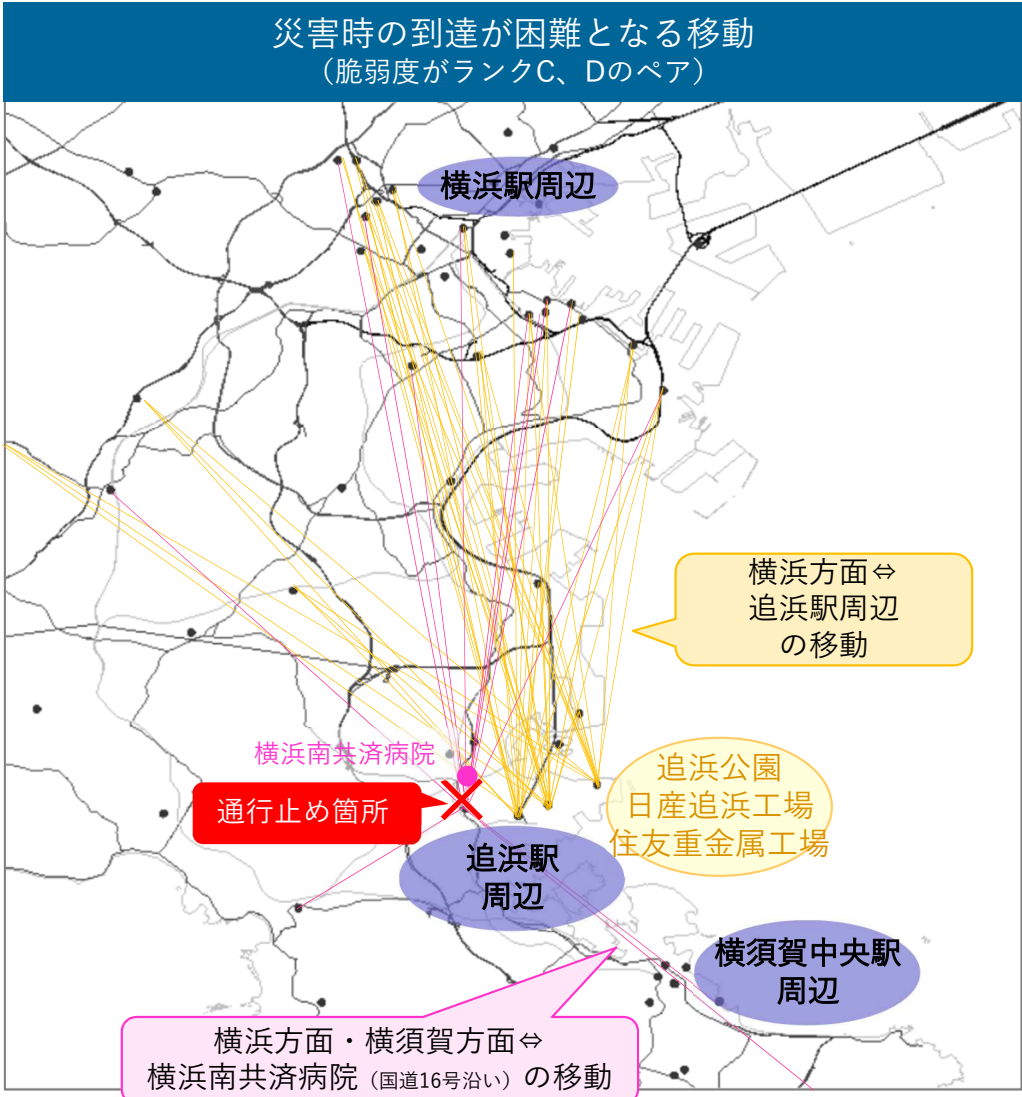 災害時の到達が困難となる移動
（脆弱度がランクC、Dのペア）
横浜駅周辺
横浜方面⇔
追浜駅周辺
の移動
横浜南共済病院
通行止め箇所
追浜公園
日産追浜工場
住友重金属工場
追浜駅
周辺
横須賀中央駅
周辺
横浜方面・横須賀方面⇔
横浜南共済病院（国道16号沿い）の移動